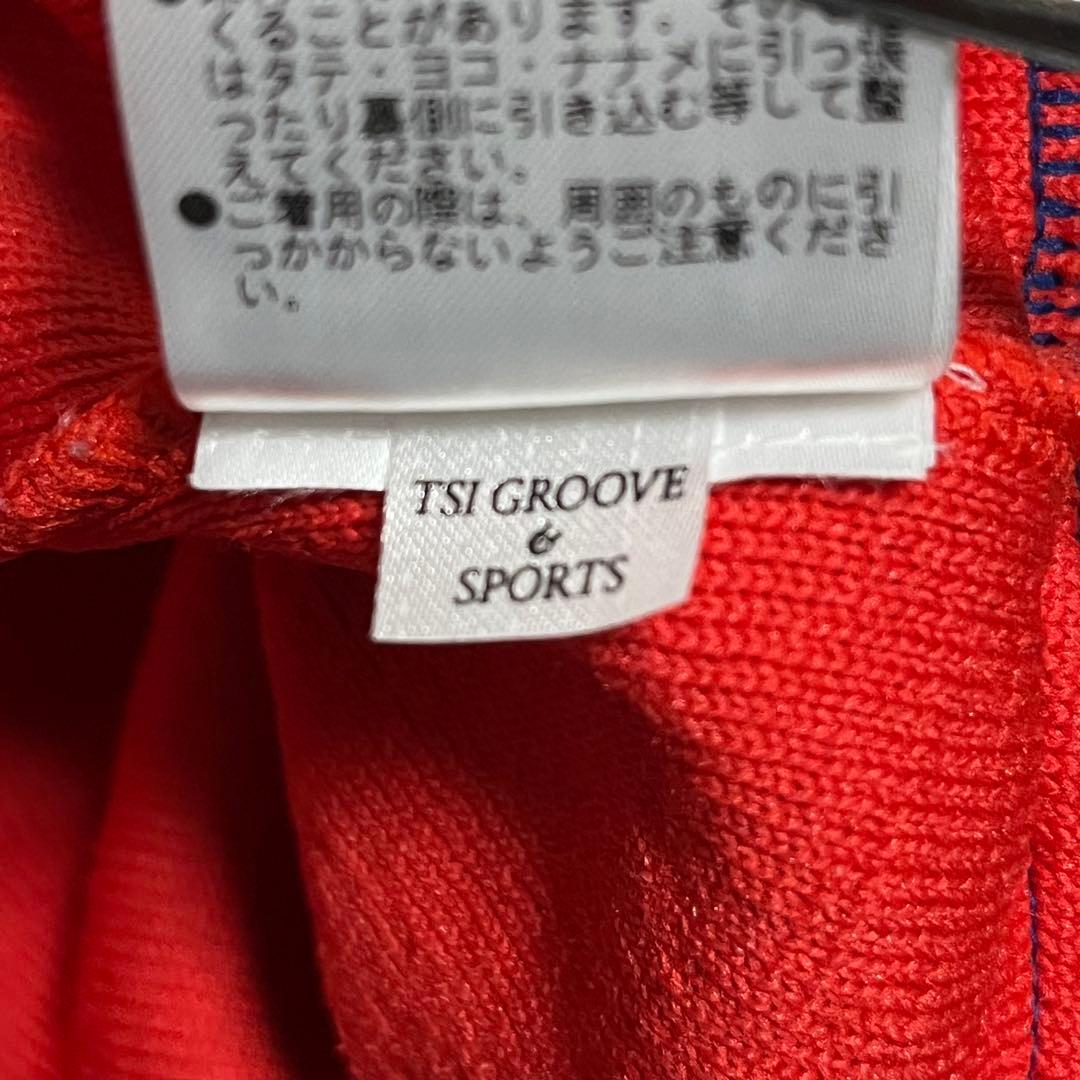 ることがあります。その
くタテ・ヨコ・ナナメに引っ張
はったり裏側に引き込む等して整
えてください。
●ご着用の際は、周囲のものに引
っかからないようご注意くださ
い。
TSI GROOVE
&
SPORTS